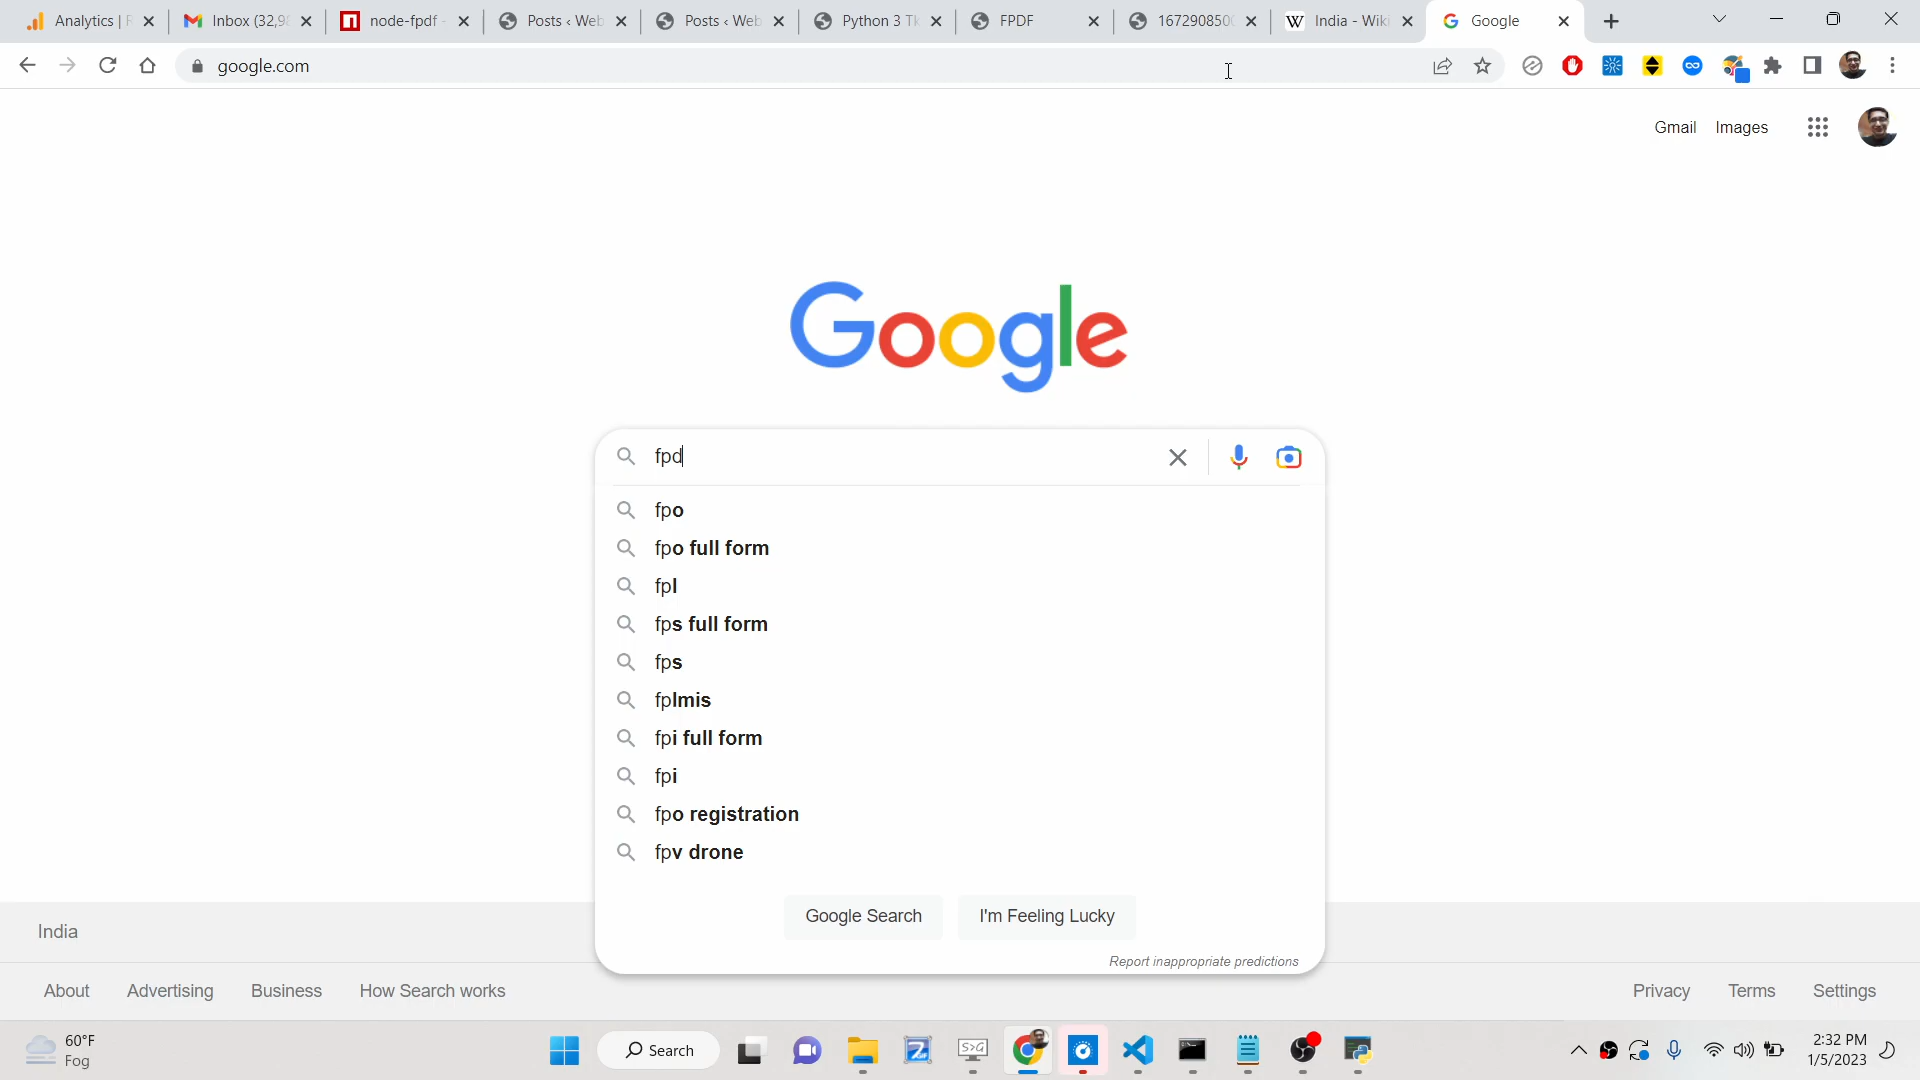 Analytics | R
Inbox (32,98
node-fpdf -
Posts ‹ Web
Posts ‹ Web
Python 3 Tk
FPDF
1672908500
India - Wiki
Google
google.com
Gmail
Images
Google
fpd
fpo
fpo full form
fpl
fps full form
fps
fplmis
fpi full form
fpi
fpo registration
fpv drone
Google Search
I'm Feeling Lucky
Report inappropriate predictions
India
About
Advertising
Business
How Search works
Privacy
Terms
Settings
60°F
Fog
Search
2:32 PM
1/5/2023